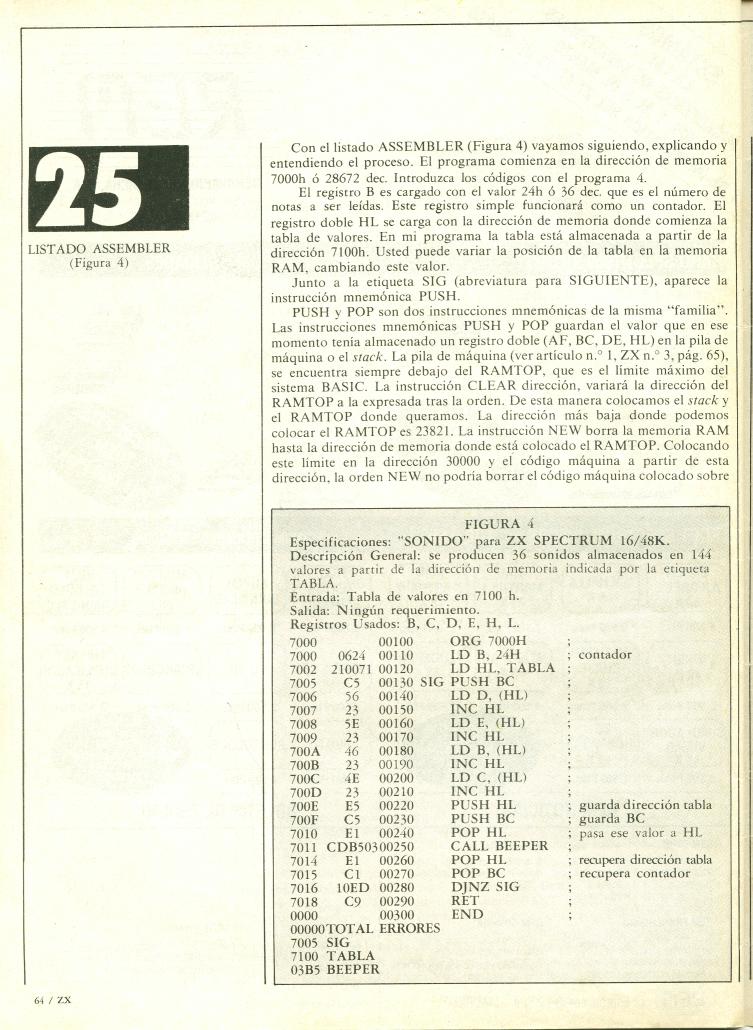 25
LISTADO ASSEMBLER
(Figura 4)
Con el listado ASSEMBLER (Figura 4) vayamos siguiendo, explicando y
entendiendo el proceso. El programa comienza en la dirección de memoria
7000h ó 28672 dec. Introduzca los códigos con el programa 4.
El registro B es cargado con el valor 24h ó 36 dec. que es el número de
notas a ser leídas. Este registro simple funcionará como un contador. El
registro doble HL se carga con la dirección de memoria donde comienza la
tabla de valores. En mi programa la tabla está almacenada a partir de la
dirección 7100h. Usted puede variar la posición de la tabla en la memoria
RAM, cambiando este valor.
Junto a la etiqueta SIG (abreviatura para SIGUIENTE), aparece la
instrucción mnemónica PUSH.
PUSH y POP son dos instrucciones mnemónicas de la misma “familia”.
Las instrucciones mnemónicas PUSH y POP guardan el valor que en ese
momento tenía almacenado un registro doble (AF, BC, DE, HL) en la pila de
máquina o el stack. La pila de máquina (ver artículo n.° 1, ZX n.° 3, pág. 65),
se encuentra siempre debajo del RAMTOP, que es el límite máximo del
sistema BASIC. La instrucción CLEAR dirección, variará la dirección del
RAMTOP a la expresada tras la orden. De esta manera colocamos el stack y
el RAMTOP donde queramos. La dirección más baja donde podemos
colocar el RAMTOP es 23821. La instrucción NEW borra la memoria RAM
hasta la dirección de memoria donde está colocado el RAMTOP. Colocando
este límite en la dirección 30000 y el código máquina a partir de esta
dirección, la orden NEW no podría borrar el código máquina colocado sobre
FIGURA 4
Especificaciones: "SONIDO" para ZX SPECTRUM 16/48K.
Descripción General: se producen 36 sonidos almacenados en 144
valores a partir de la dirección de memoria indicada por la etiqueta
TABLA.
Entrada: Tabla de valores en 7100 h.
Salida: Ningún requerimiento.
Registros Usados: B, C, D, E, H, L.
7000 00100 ORG 7000H ;
7000 0624 00110 LD B, 24H ; contador
7002 210071 00120 LD HL, TABLA ;
7005 C5 00130 SIG PUSH BC ;
7006 56 00140 LD D, (HL) ;
7007 23 00150 INC HL ;
7008 5E 00160 LD E, (HL) ;
7009 23 00170 INC HL ;
700A 46 00180 LD B, (HL) ;
700B 23 00190 INC HL ;
700C 4E 00200 LD C, (HL) ;
700D 23 00210 INC HL ;
700E E5 00220 PUSH HL ; guarda dirección tabla
700F C5 00230 PUSH BC ; guarda BC
7010 E1 00240 POP HL ; pasa ese valor a HL
7011 CDB50300250 CALL BEEPER ;
7014 E1 00260 POP HL ; recupera dirección tabla
7015 C1 00270 POP BC ; recupera contador
7016 10ED 00280 DJNZ SIG ;
7018 C9 00290 RET ;
0000 00300 END ;
00000TOTAL ERRORES
7005 SIG
7100 TABLA
03B5 BEEPER
64 / ZX